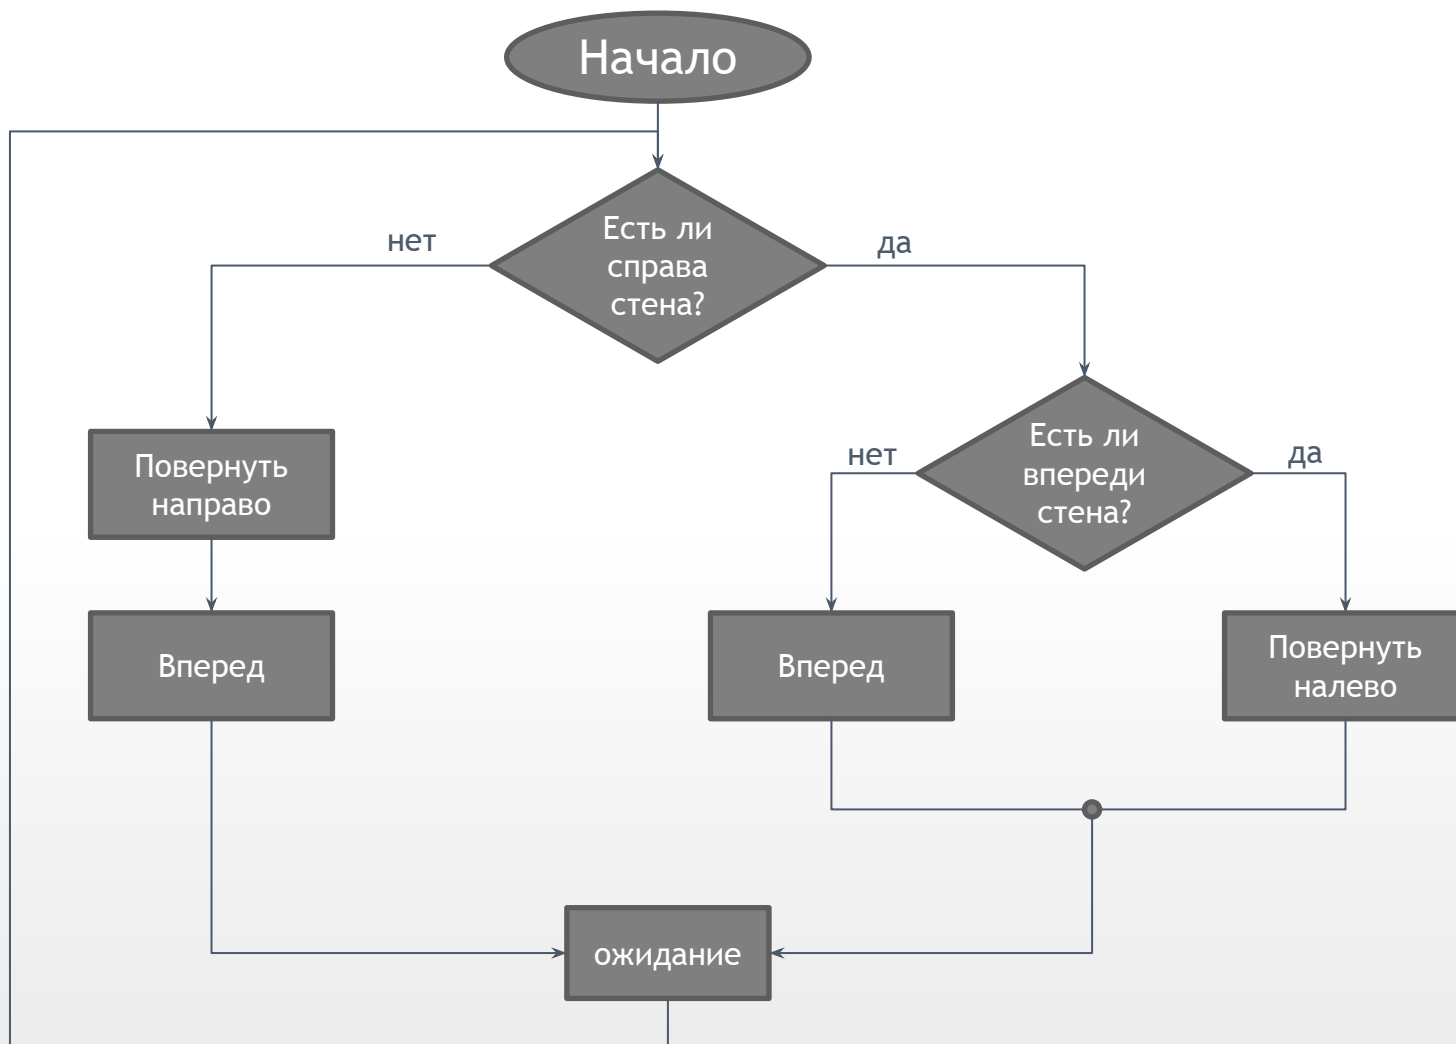 Начало
Есть ли
справа
стена?
нет
да
Есть ли
впереди
стена?
нет
да
Повернуть
направо
Вперед
Вперед
Повернуть
налево
ожидание